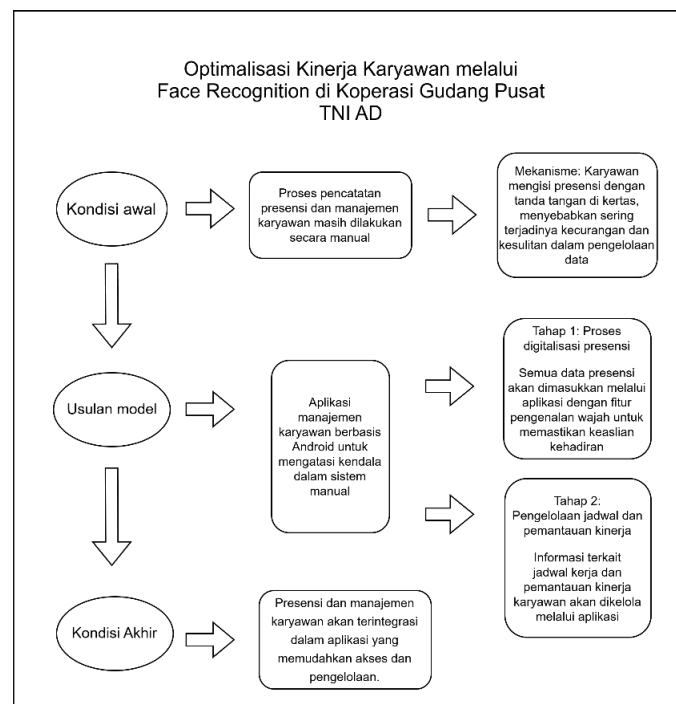 Optimalisasi Kinerja Karyawan melalui
Face Recognition di Koperasi Gudang Pusat
TNI AD
Kondisi awal
Proses pencatatan
presensi dan manajemen
karyawan masih dilakukan
secara manual
Mekanisme: Karyawan
mengisi presensi dengan
tanda tangan di kertas,
menyebabkan sering
terjadinya kecurangan dan
kesulitan dalam pengelolaan
data
Usulan model
Aplikasi
manajemen
karyawan berbasis
Android untuk
mengatasi kendala
dalam sistem
manual
Tahap 1: Proses
digitalisasi presensi
Semua data presensi
akan dimasukkan melalui
aplikasi dengan fitur
pengenalan wajah untuk
memastikan keaslian
kehadiran
Tahap 2:
Pengelolaan jadwal dan
pemantauan kinerja
Informasi terkait
jadwal kerja dan
pemantauan kinerja
karyawan akan dikelola
melalui aplikasi
Kondisi Akhir
Presensi dan manajemen
karyawan akan terintegrasi
dalam aplikasi yang
memudahkan akses dan
pengelolaan.